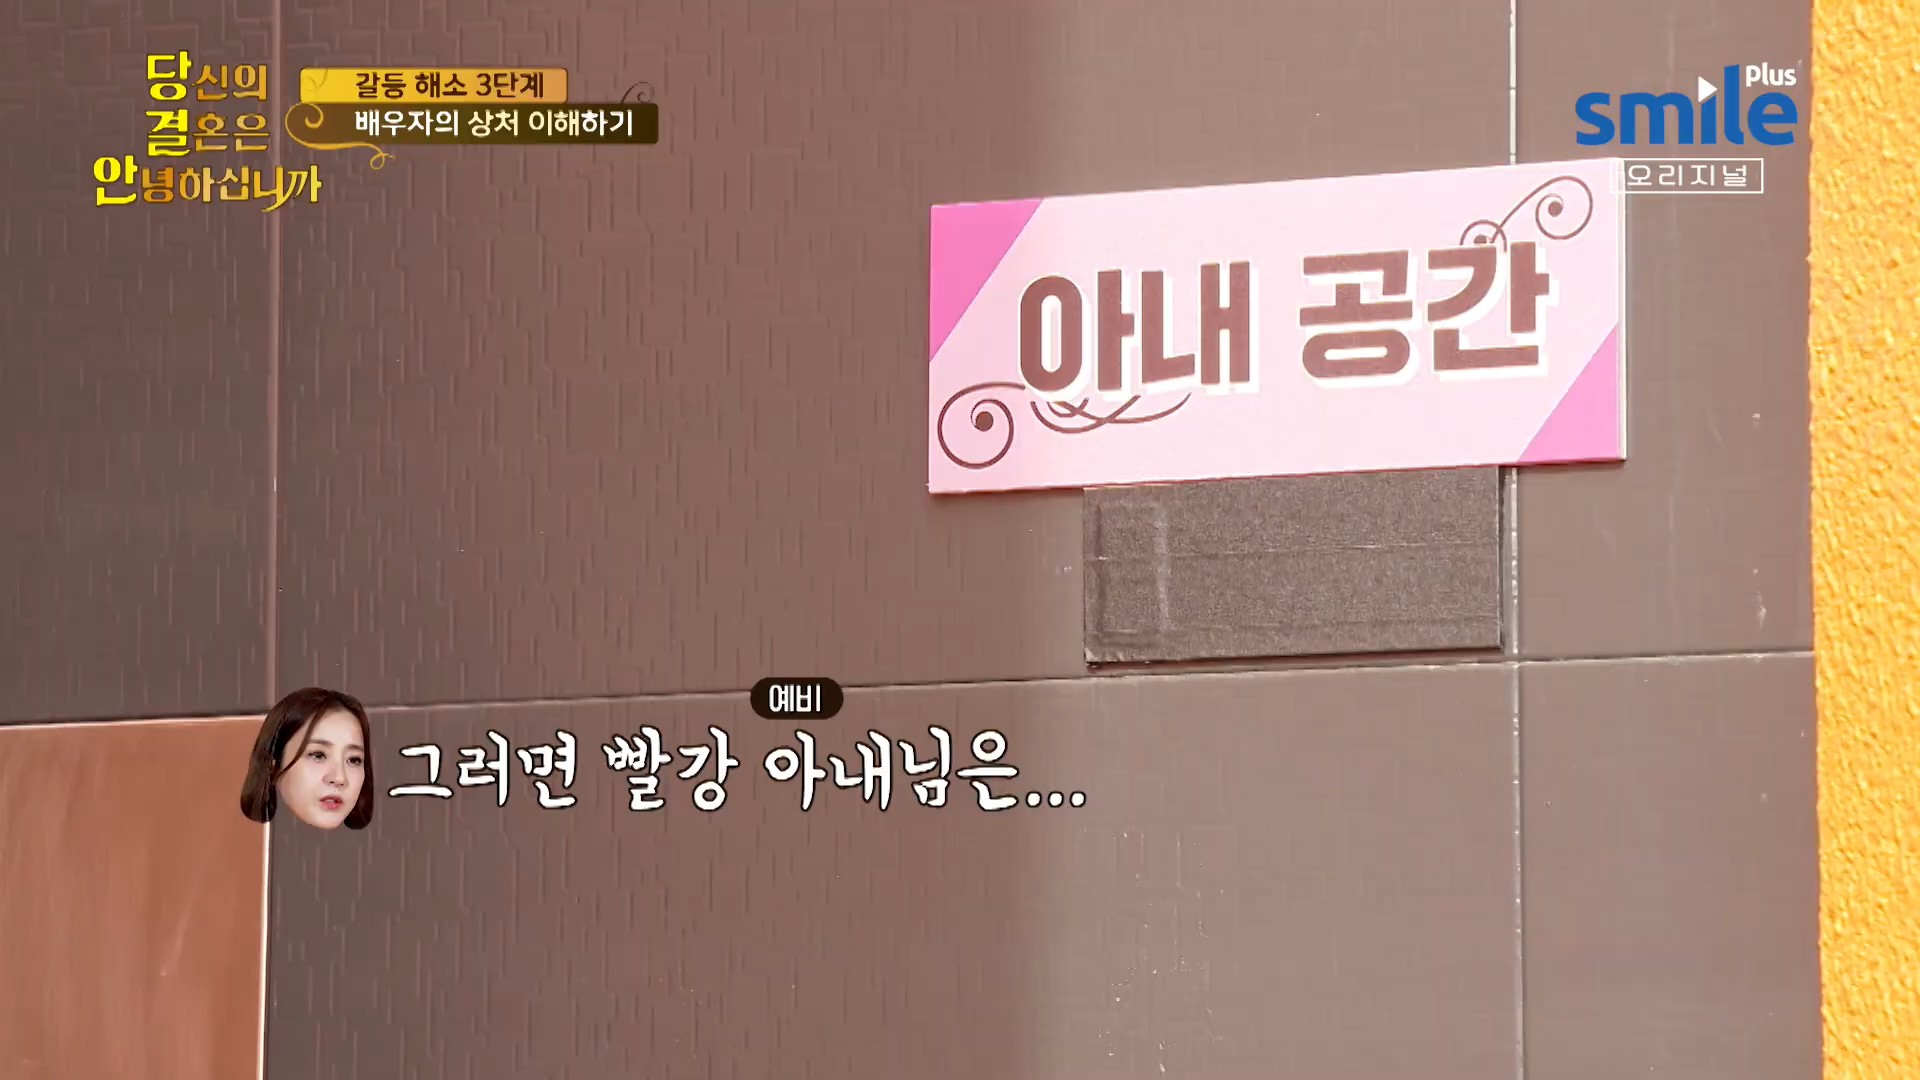 당신의
결혼은
안녕하십니까
갈등 해소 3단계
배우자의 상처 이해하기
smile Plus
오리지널
아내 공간
예비
그러면 빨강 아내님은...